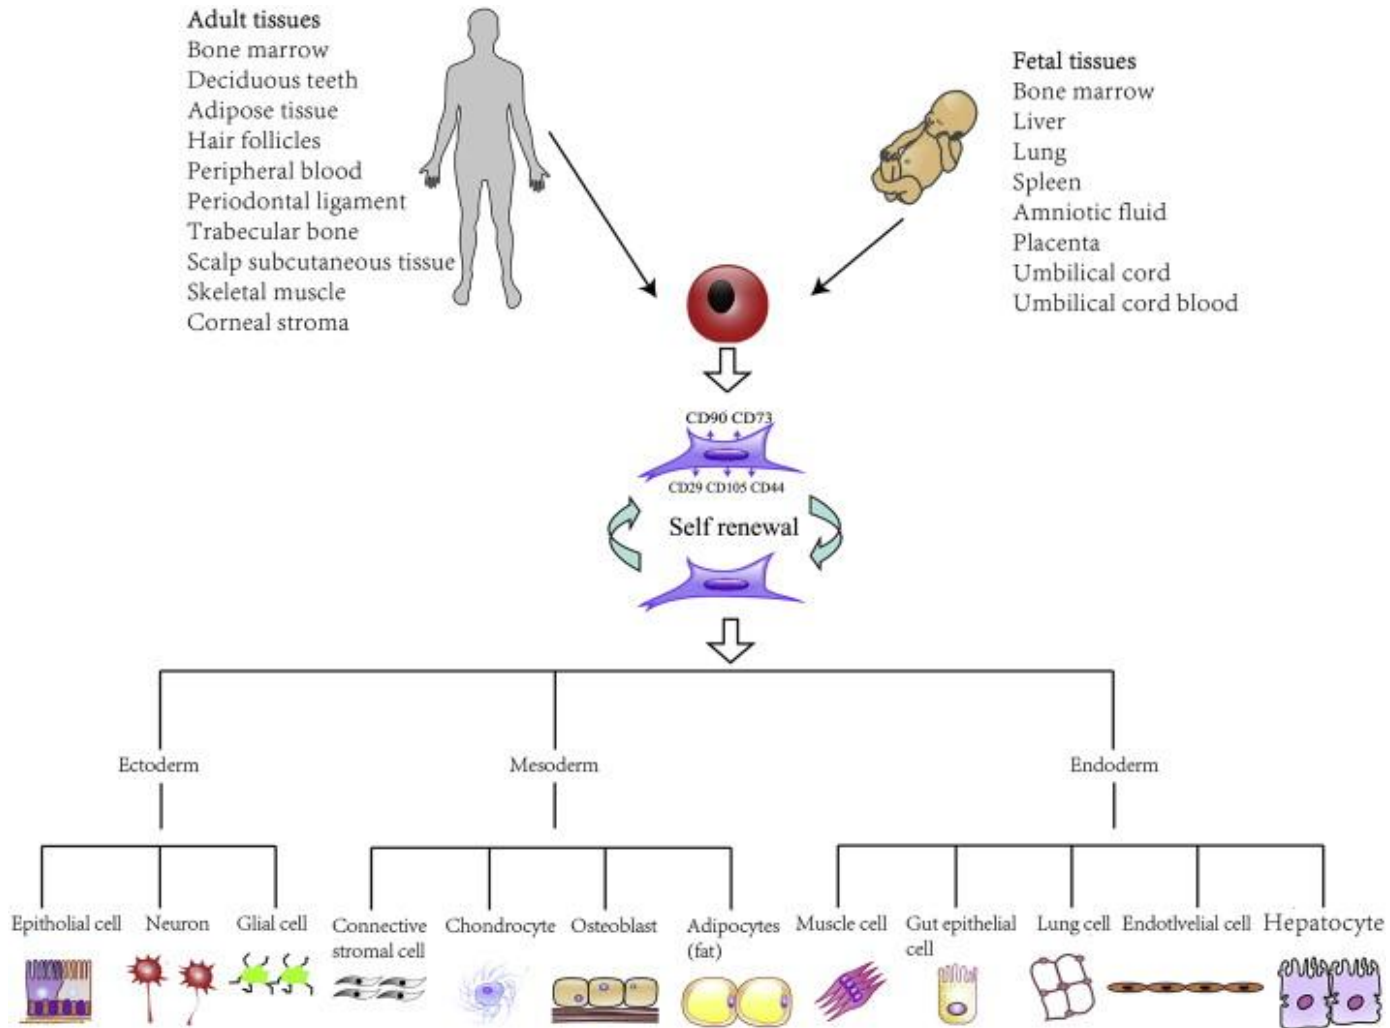 Adult tissues
Bone marrow
Deciduous teeth
Adipose tissue
Hair follicles
Peripheral blood
Periodontal ligament
Trabecular bone
Scalp subcutaneous tissue
Skeletal muscle
Corneal stroma
Fetal tissues
Bone marrow
Liver
Lung
Spleen
Amniotic fluid
Placenta
Umbilical cord
Umbilical cord blood
CD90 CD73
CD29 CD105 CD44
Self renewal
Ectoderm
Mesoderm
Endoderm
Epitholial cell
Neuron
Glial cell
Connective
stromal cell
Chondrocyte
Osteoblast
Adipocytes
(fat)
Muscle cell
Gut epithelial
cell
Lung cell
Endotlvelial cell
Hepatocyte